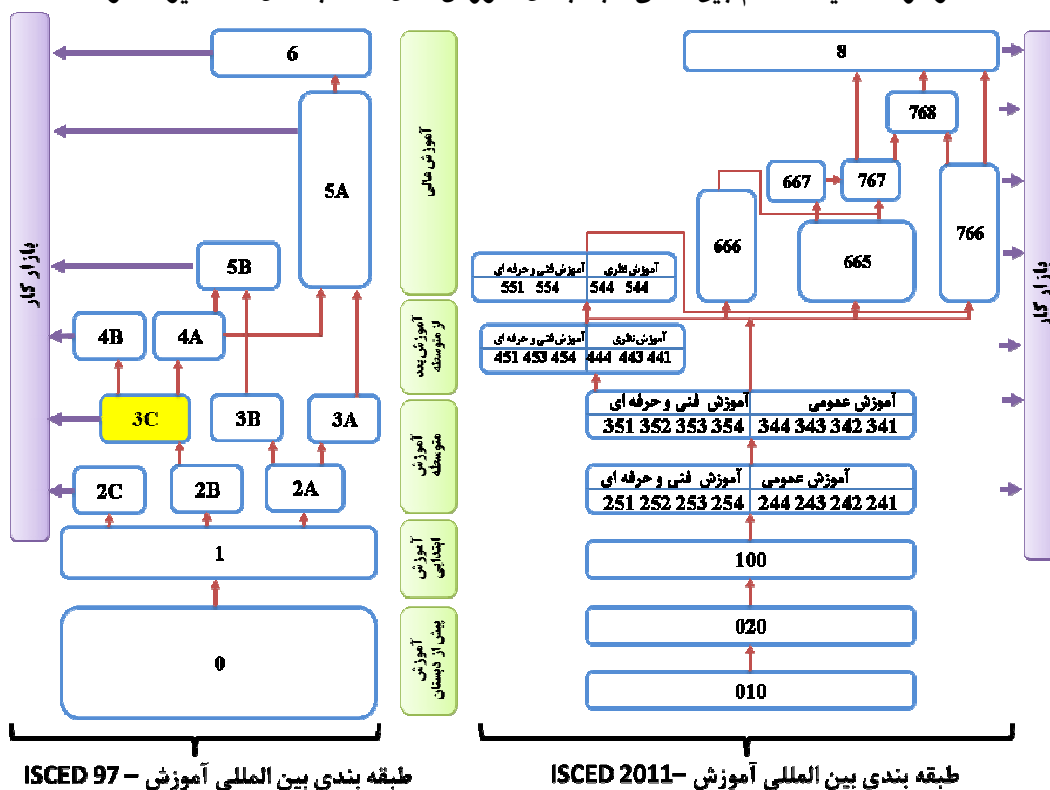 6
5A
5B
4B
4A
3C
3B
3A
2C
2B
2A
1
0
بازار کار
آموزش عالی
آموزش بعد
از متوسطه
آموزش
متوسطه
آموزش
ابتدایی
آموزش
پیش از دبستان
8
768
667
767
666
665
766
آموزش فنی و حرفه ای
آموزش نظری
551 554
544 544
آموزش فنی و حرفه ای
آموزش نظری
451 453 454
444 443 441
آموزش فنی و حرفه ای
آموزش عمومی
351 352 353 354
344 343 342 341
آموزش فنی و حرفه ای
آموزش عمومی
251 252 253 254
244 243 242 241
100
020
010
بازار کار
طبقه بندی بین المللی آموزش – ISCED 97
طبقه بندی بین المللی آموزش –ISCED 2011